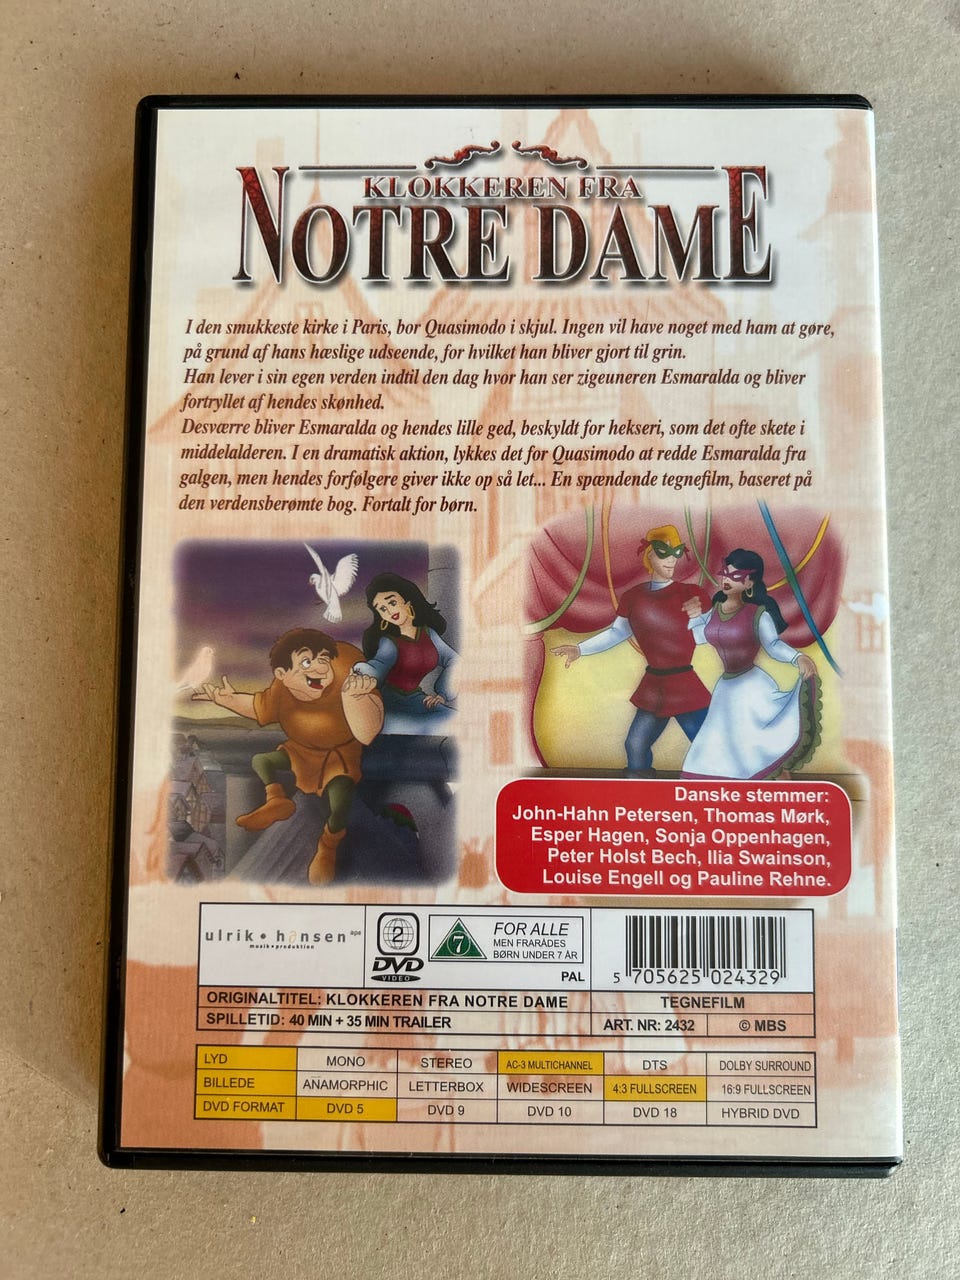 KLOKKEREN FRA
NOTRE DAME
I den smukkeste kirke i Paris, bor Quasimodo i skjul. Ingen vil have noget med ham at gøre,
på grund af hans hæslige udseende, for hvilket han bliver gjort til grin.
Han lever i sin egen verden indtil den dag hvor han ser zigeuneren Esmaralda og bliver
fortryllet af hendes skønhed.
Desværre bliver Esmaralda og hendes lille ged, beskyldt for hekseri, som det ofte skete i
middelalderen. I en dramatisk aktion, lykkes det for Quasimodo at redde Esmaralda fra
galgen, men hendes forfølgere giver ikke op så let... En spændende tegnefilm, baseret på
den verdensberømte bog. Fortalt for børn.
Danske stemmer:
John-Hahn Petersen, Thomas Mørk,
Esper Hagen, Sonja Oppenhagen,
Peter Holst Bech, Ilia Swainson,
Louise Engell og Pauline Rehne.
ulrik • hansen aps
musik • produktion
2
DVD
VIDEO
7
FOR ALLE
MEN FRARÅDES
BØRN UNDER 7 ÅR
PAL
5 705625 024329
ORIGINALTITEL: KLOKKEREN FRA NOTRE DAME TEGNEFILM
SPILLETID: 40 MIN + 35 MIN TRAILER ART. NR: 2432 © MBS
LYD MONO STEREO AC-3 MULTICHANNEL DTS DOLBY SURROUND
BILLEDE ANAMORPHIC LETTERBOX WIDESCREEN 4:3 FULLSCREEN 16:9 FULLSCREEN
DVD FORMAT DVD 5 DVD 9 DVD 10 DVD 18 HYBRID DVD